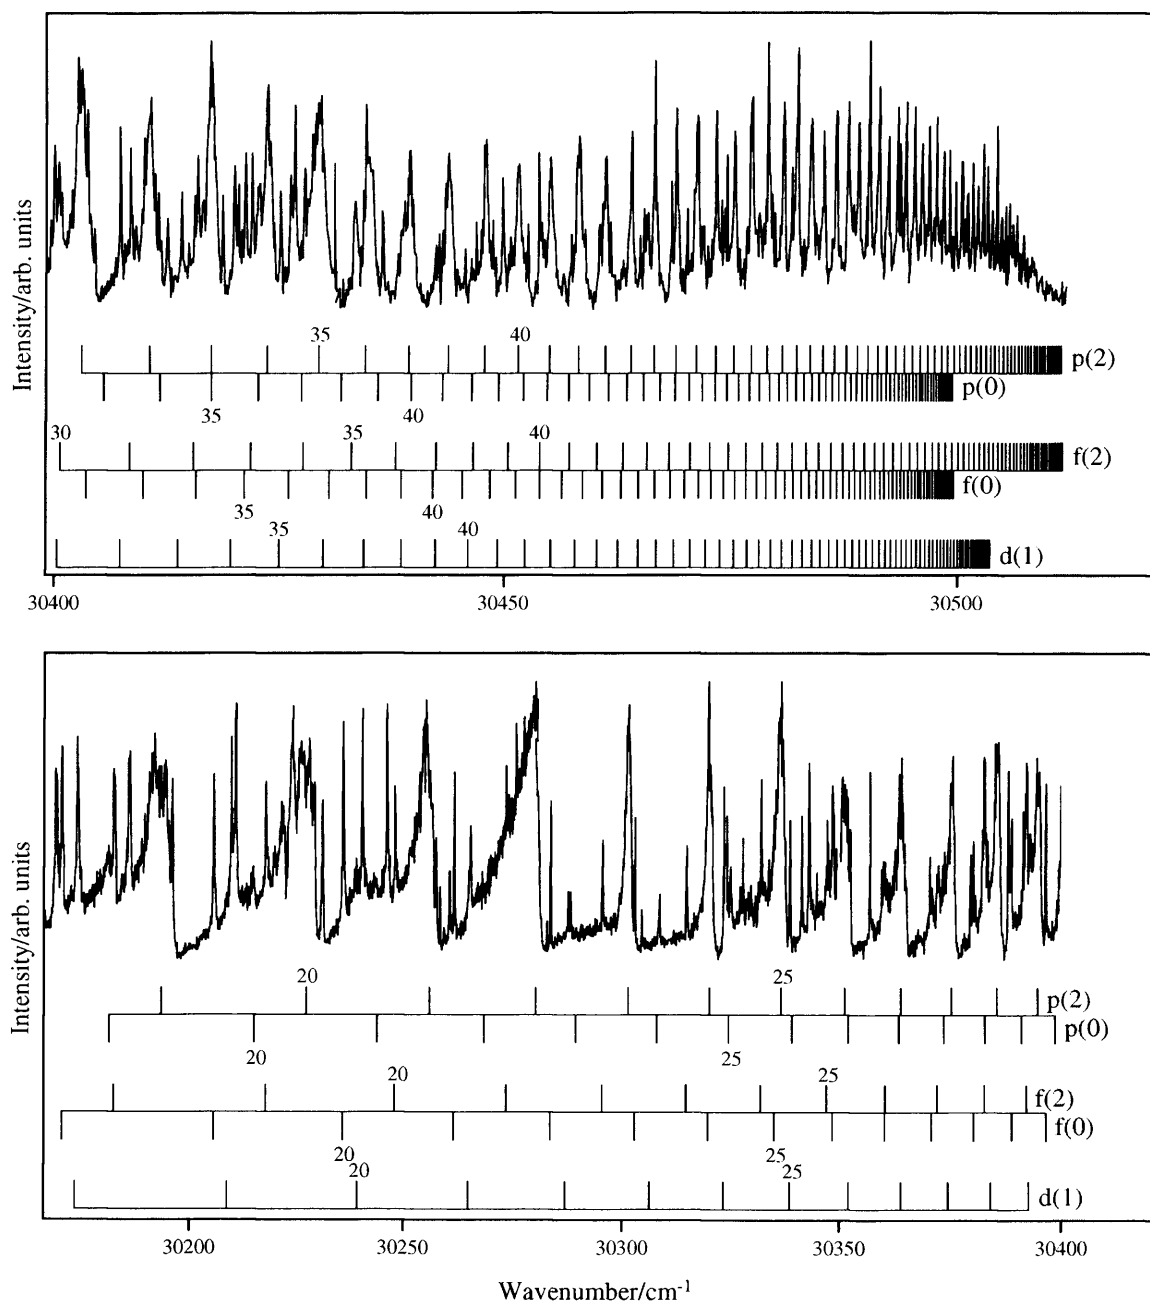 Intensity/arb. units
35 40
p(2)
p(0)
35 40
30 35 40
f(2)
f(0)
35 40
35 40
d(1)
30400 30450 30500
Intensity/arb. units
20 25
p(2)
p(0)
20 25
20 25
f(2)
f(0)
20 25
20 25
d(1)
30200 30250 30300 30350 30400
Wavenumber/cm⁻¹